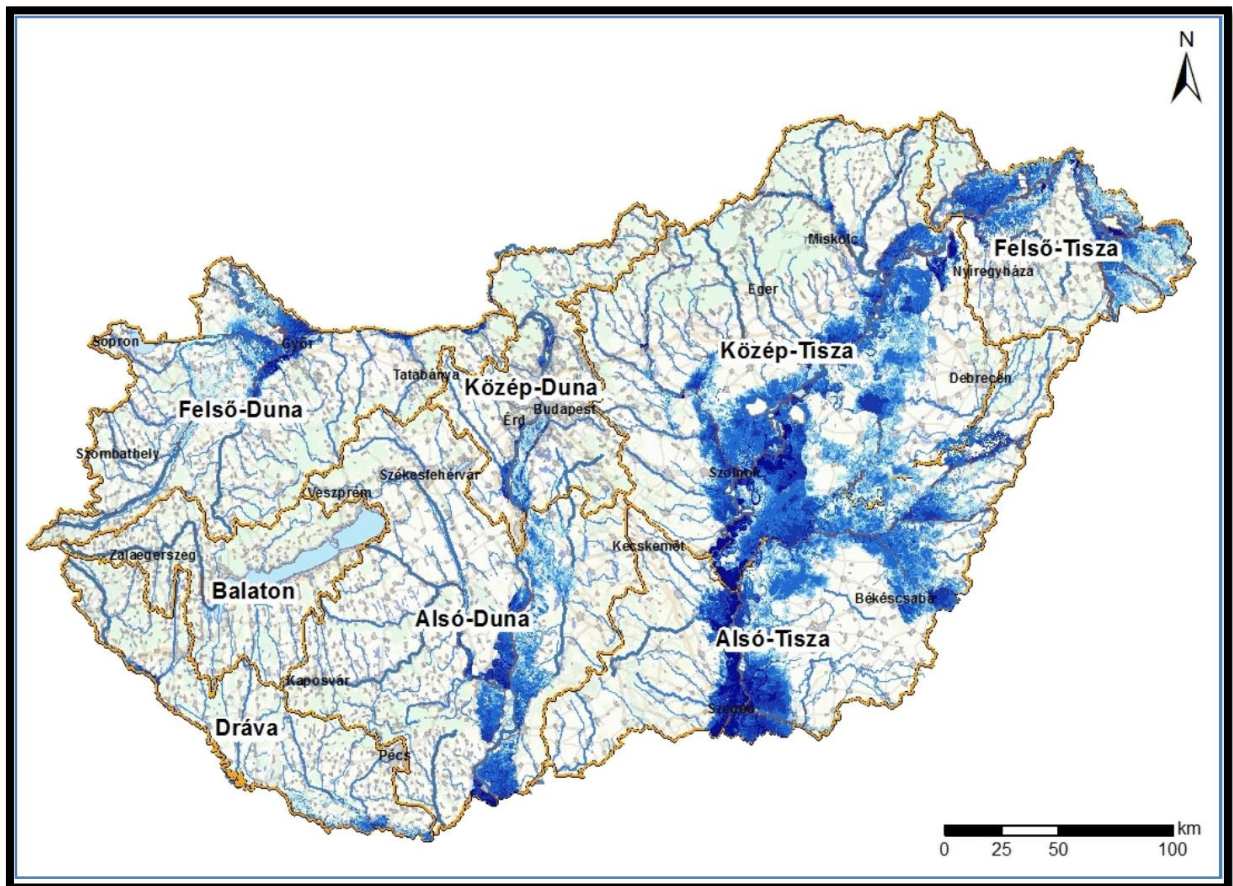 N
Miskolc
Felső-Tisza
Nyíregyháza
Eger
Sopron
Győr
Közép-Tisza
Tatabánya
Debrecen
Közép-Duna
Felső-Duna
Budapest
Érd
Szombathely
Székesfehérvár
Szolnok
Veszprém
Kecskemét
Zalaegerszeg
Balaton
Békéscsaba
Alsó-Duna
Alsó-Tisza
Kaposvár
Szeged
Dráva
Pécs
km
0 25 50 100